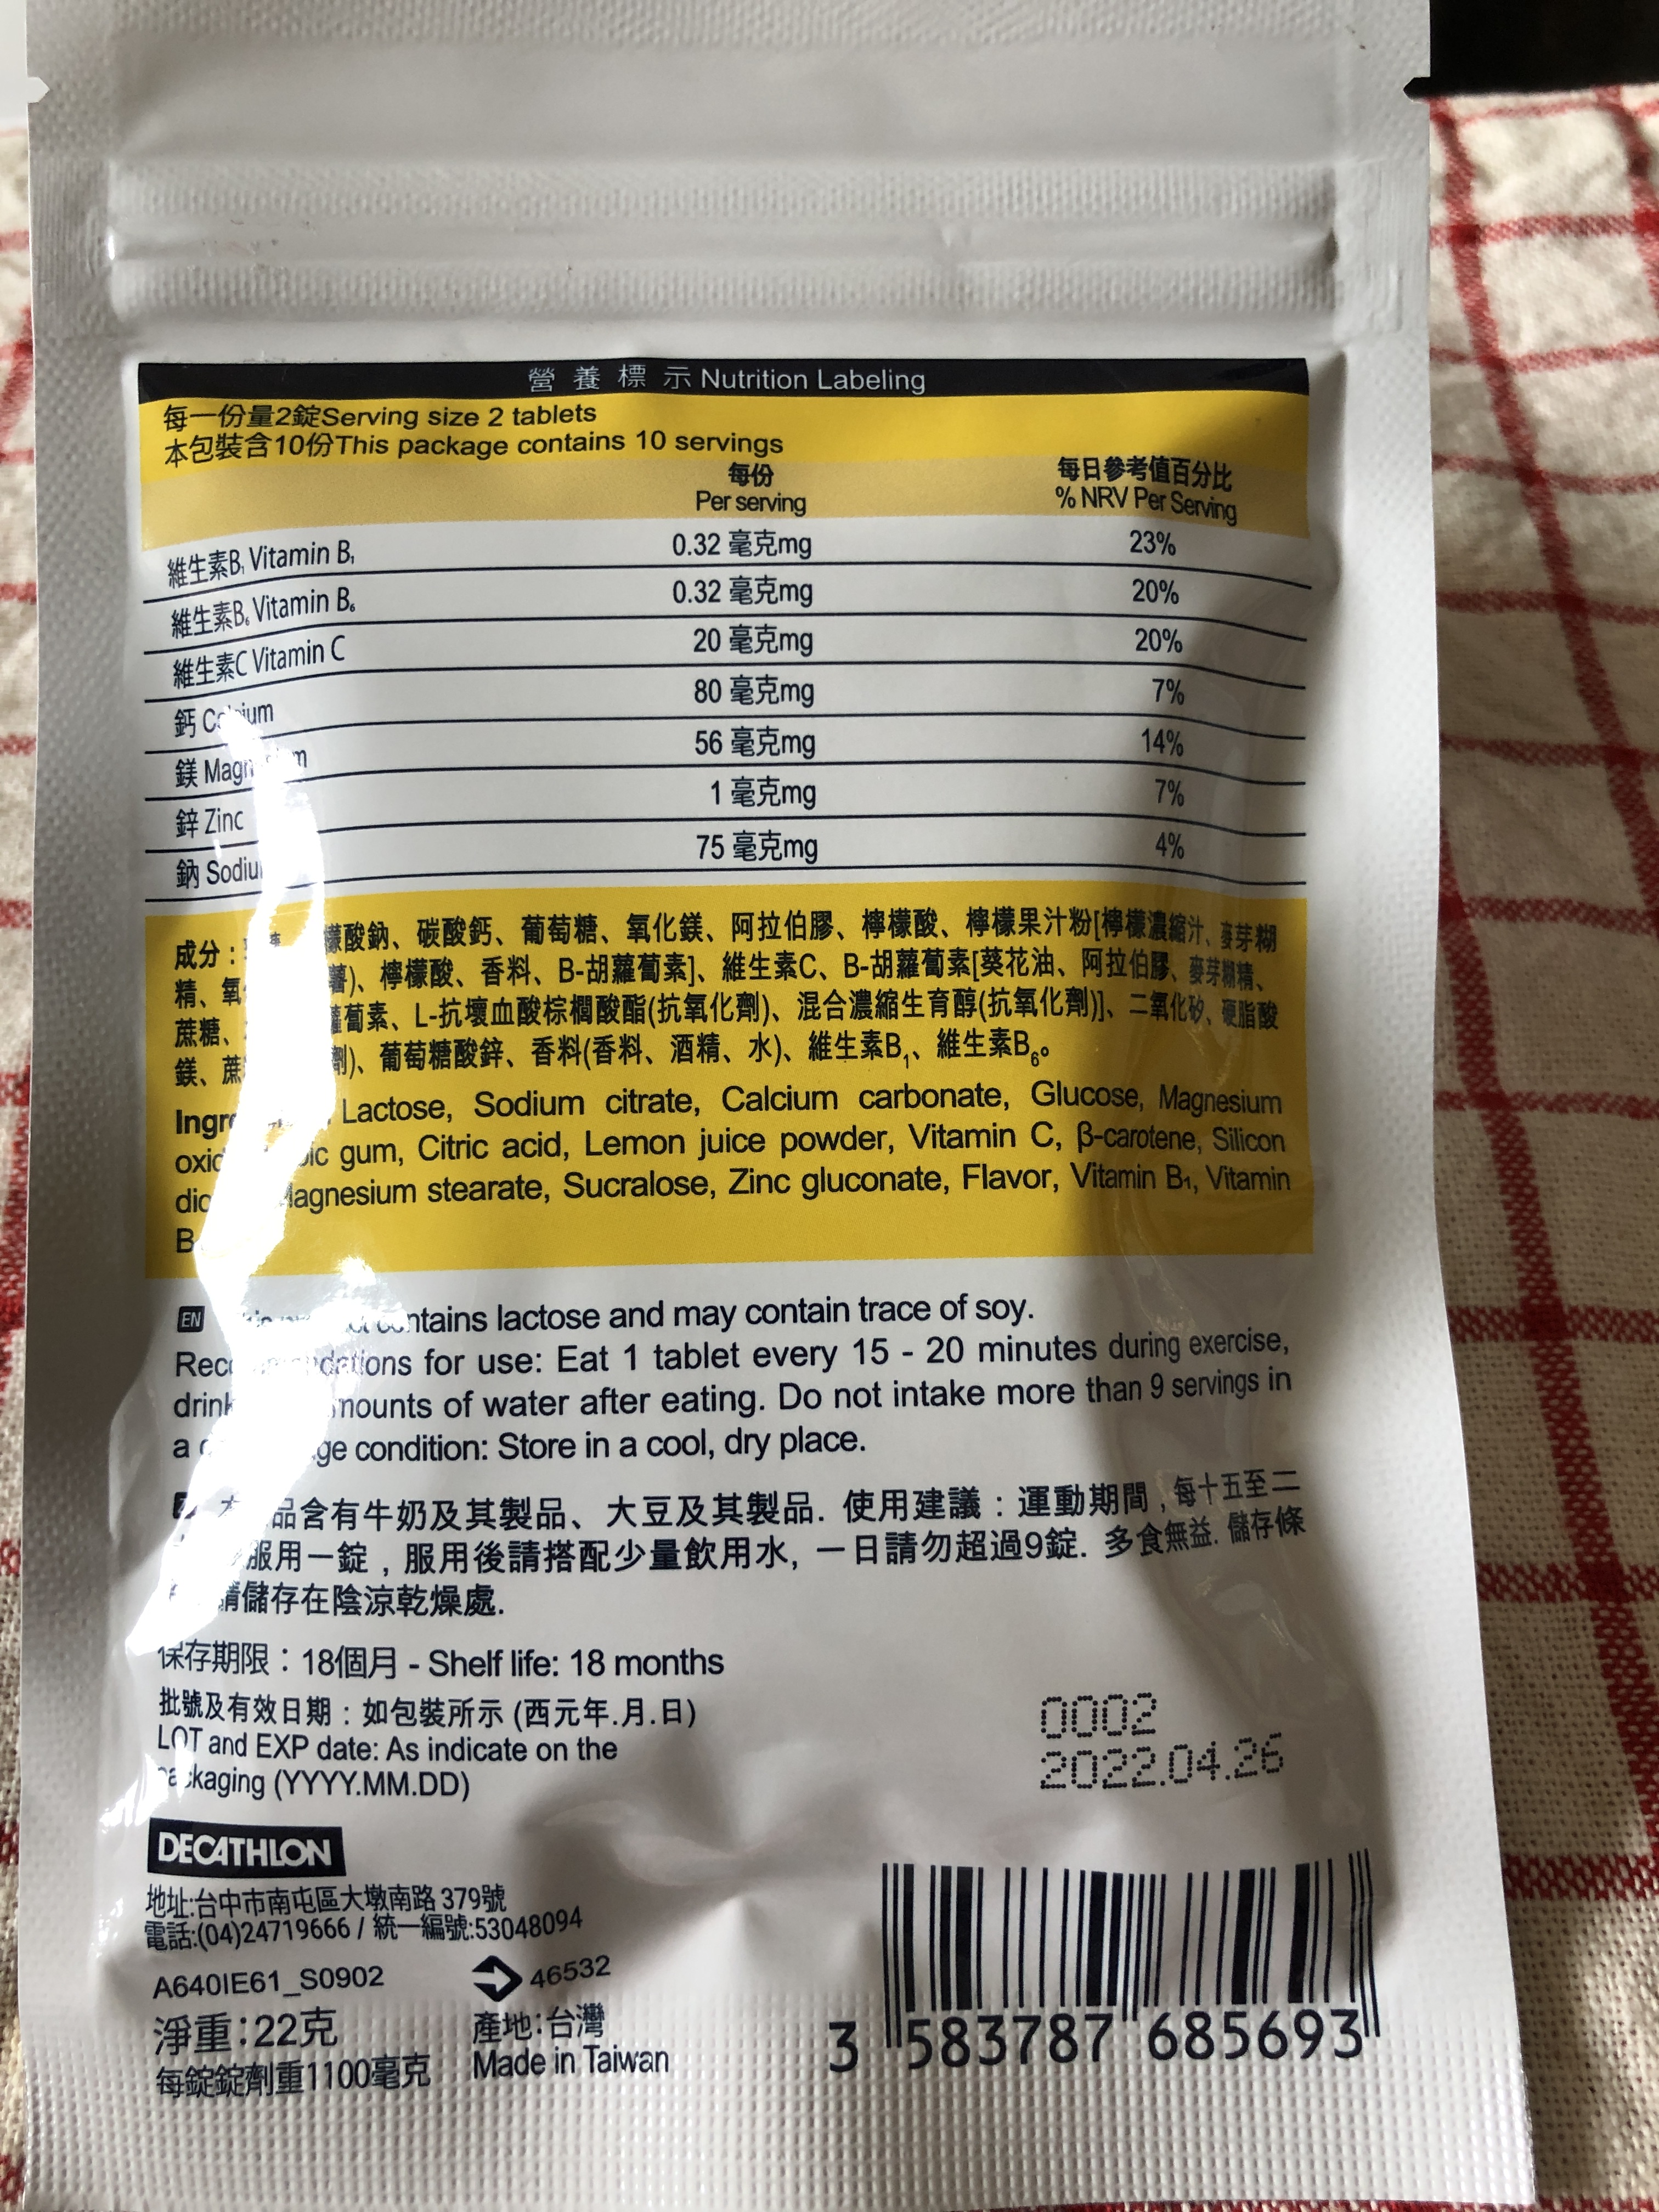 營 養 標 示 Nutrition Labeling
每一份量2錠Serving size 2 tablets
本包裝含10份This package contains 10 servings
每份 每日參考值百分比
Per serving % NRV Per Serving
維生素B₁ Vitamin B₁ 0.32 毫克mg 23%
維生素B₆ Vitamin B₆ 0.32 毫克mg 20%
維生素C Vitamin C 20 毫克mg 20%
鈣 80 毫克mg 7%
鎂 56 毫克mg 14%
鋅 Zinc 1 毫克mg 7%
鈉 75 毫克mg 4%
成分: 檬酸鈉、碳酸鈣、葡萄糖、氧化鎂、阿拉伯膠、檸檬酸、檸檬果汁粉[檸檬濃縮汁、麥芽糊
精、氧 薯)、檸檬酸、香料、B-胡蘿蔔素]、維生素C、B-胡蘿蔔素[葵花油、阿拉伯膠、麥芽糊精、
蔗糖、 蘿蔔素、L-抗壞血酸棕櫚酸酯(抗氧化劑)、混合濃縮生育醇(抗氧化劑)]、二氧化矽、硬脂酸
鎂、蔗 劑)、葡萄糖酸鋅、香料(香料、酒精、水)、維生素B₁、維生素B₆。
Lactose, Sodium citrate, Calcium carbonate, Glucose, Magnesium
gum, Citric acid, Lemon juice powder, Vitamin C, β-carotene, Silicon
Magnesium stearate, Sucralose, Zinc gluconate, Flavor, Vitamin B₁, Vitamin
EN contains lactose and may contain trace of soy.
for use: Eat 1 tablet every 15 - 20 minutes during exercise,
of water after eating. Do not intake more than 9 servings in
a condition: Store in a cool, dry place.
品含有牛奶及其製品、大豆及其製品. 使用建議：運動期間，每十五至二
服用一錠，服用後請搭配少量飲用水, 一日請勿超過9錠. 多食無益. 儲存條
請儲存在陰涼乾燥處.
保存期限：18個月 - Shelf life: 18 months
批號及有效日期：如包裝所示 (西元年.月.日)
LOT and EXP date: As indicate on the
packaging (YYYY.MM.DD)
0002
2022.04.26
DECATHLON
地址:台中市南屯區大墩南路 379號
電話:(04)24719666 / 統一編號:53048094
A640IE61_S0902 46532
淨重:22克 產地:台灣
每錠錠劑重1100毫克 Made in Taiwan
3 583787 685693